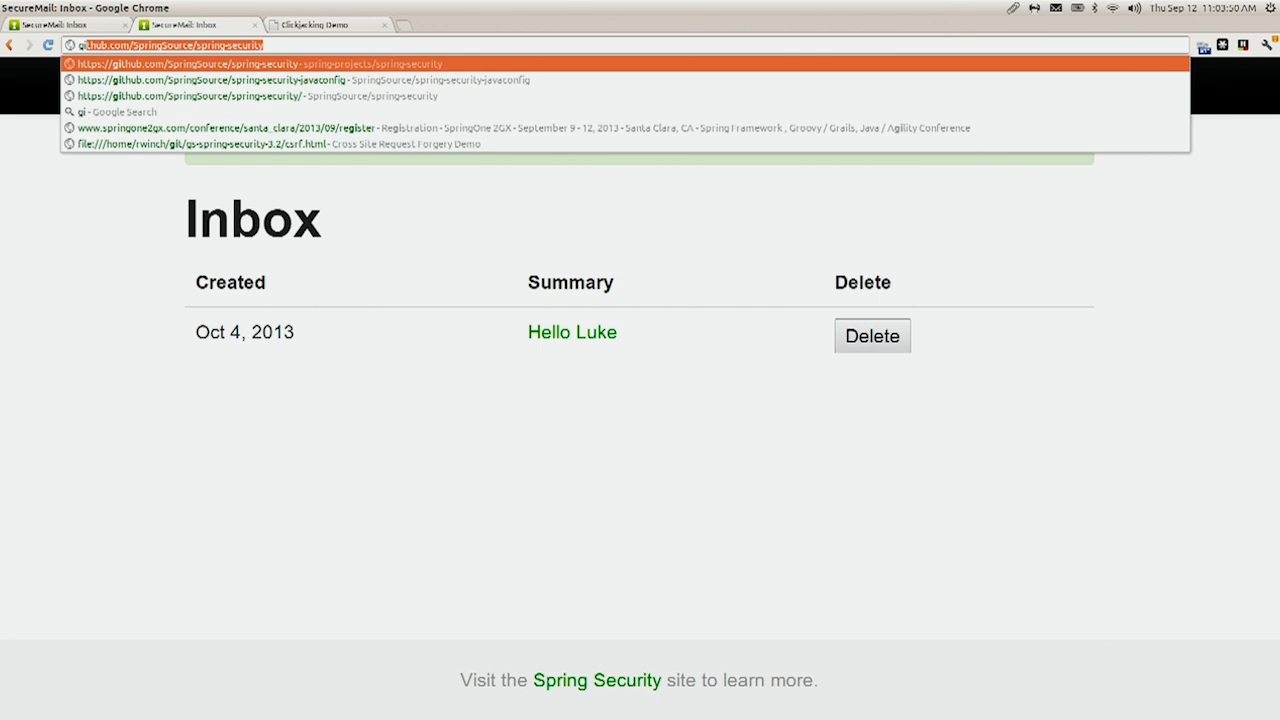 SecureMail: Inbox - Google Chrome
Thu Sep 12 11:03:50 AM
SecureMail: Inbox
SecureMail: Inbox
Clickjacking Demo
github.com/SpringSource/spring-security
https://github.com/SpringSource/spring-security - spring-projects/spring-security
https://github.com/SpringSource/spring-security-javaconfig - SpringSource/spring-security-javaconfig
https://github.com/SpringSource/spring-security/ - SpringSource/spring-security
gi - Google Search
www.springone2gx.com/conference/santa_clara/2013/09/register - Registration - SpringOne 2GX - September 9 - 12, 2013 - Santa Clara, CA - Spring Framework , Groovy / Grails, Java / Agility Conference
file:///home/rwinch/git/gs-spring-security-3.2/csrf.html - Cross Site Request Forgery Demo
Inbox
Created Summary Delete
Oct 4, 2013 Hello Luke Delete
Visit the Spring Security site to learn more.